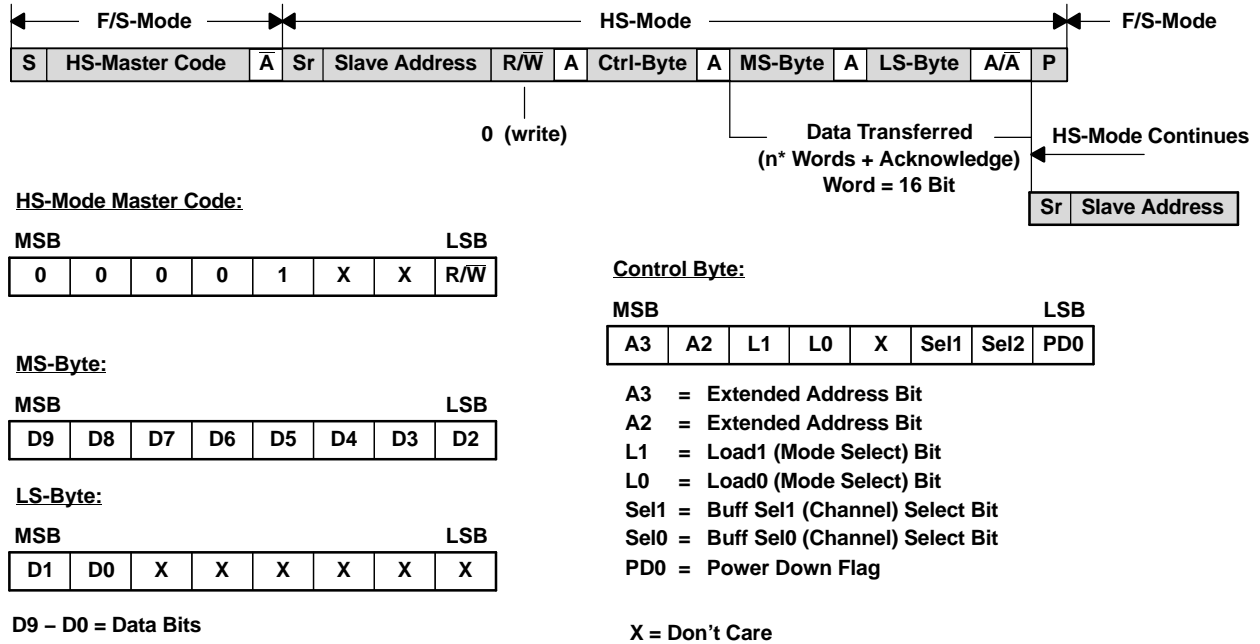 F/S-Mode HS-Mode F/S-Mode
S HS-Master Code A̅ Sr Slave Address R/W̅ A Ctrl-Byte A MS-Byte A LS-Byte A/A̅ P
0 (write)
Data Transferred
(n* Words + Acknowledge)
Word = 16 Bit
HS-Mode Continues
Sr Slave Address
HS-Mode Master Code:
MSB LSB
0 0 0 0 1 X X R/W̅
MS-Byte:
MSB LSB
D9 D8 D7 D6 D5 D4 D3 D2
LS-Byte:
MSB LSB
D1 D0 X X X X X X
D9 – D0 = Data Bits
Control Byte:
MSB LSB
A3 A2 L1 L0 X Sel1 Sel2 PD0
A3 = Extended Address Bit
A2 = Extended Address Bit
L1 = Load1 (Mode Select) Bit
L0 = Load0 (Mode Select) Bit
Sel1 = Buff Sel1 (Channel) Select Bit
Sel0 = Buff Sel0 (Channel) Select Bit
PD0 = Power Down Flag
X = Don't Care